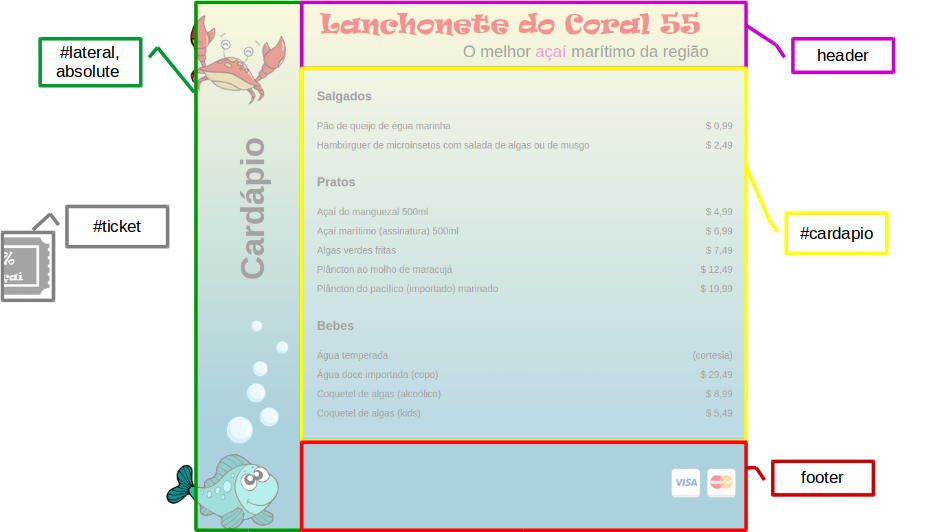 Lanchonete do Coral 55
O melhor açaí marítimo da região
#lateral,
absolute
header
Cardápio
Salgados
Pão de queijo de égua marinha $ 0,99
Hambúrguer de microinsetos com salada de algas ou de musgo $ 2,49
Pratos
Açaí do manguezal 500ml $ 4,99
Açaí marítimo (assinatura) 500ml $ 6,99
Algas verdes fritas $ 7,49
Plâncton ao molho de maracujá $ 12,49
Plâncton do pacífico (importado) marinado $ 19,99
#ticket
%
çai
#cardapio
Bebes
Água temperada (cortesia)
Água doce importada (copo) $ 29,49
Coquetel de algas (alcoólico) $ 8,99
Coquetel de algas (kids) $ 5,49
VISA MasterCard
footer